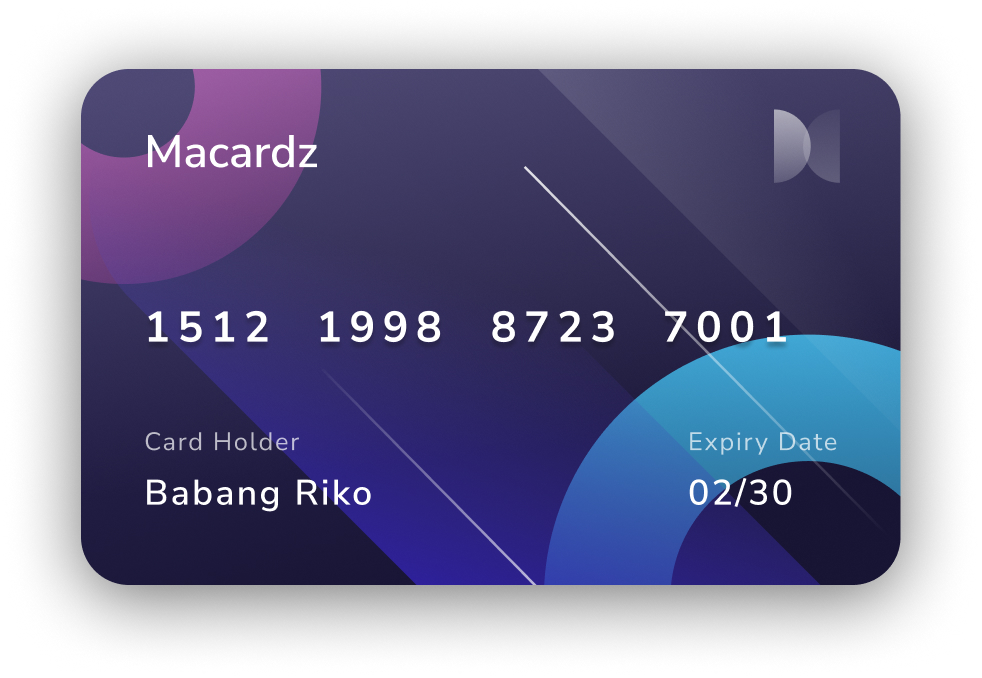 Macardz
1512 1998 8723 7001
Card Holder
Expiry Date
Babang Riko
02/30